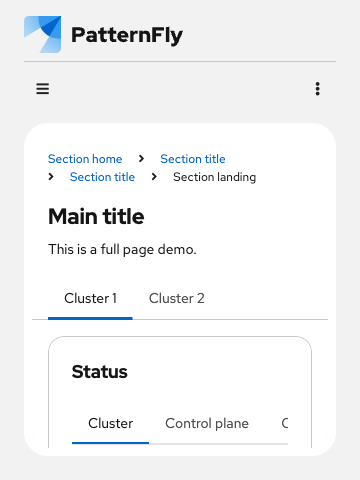 PatternFly
Section home Section title
Section title Section landing
Main title
This is a full page demo.
Cluster 1 Cluster 2
Status
Cluster Control plane